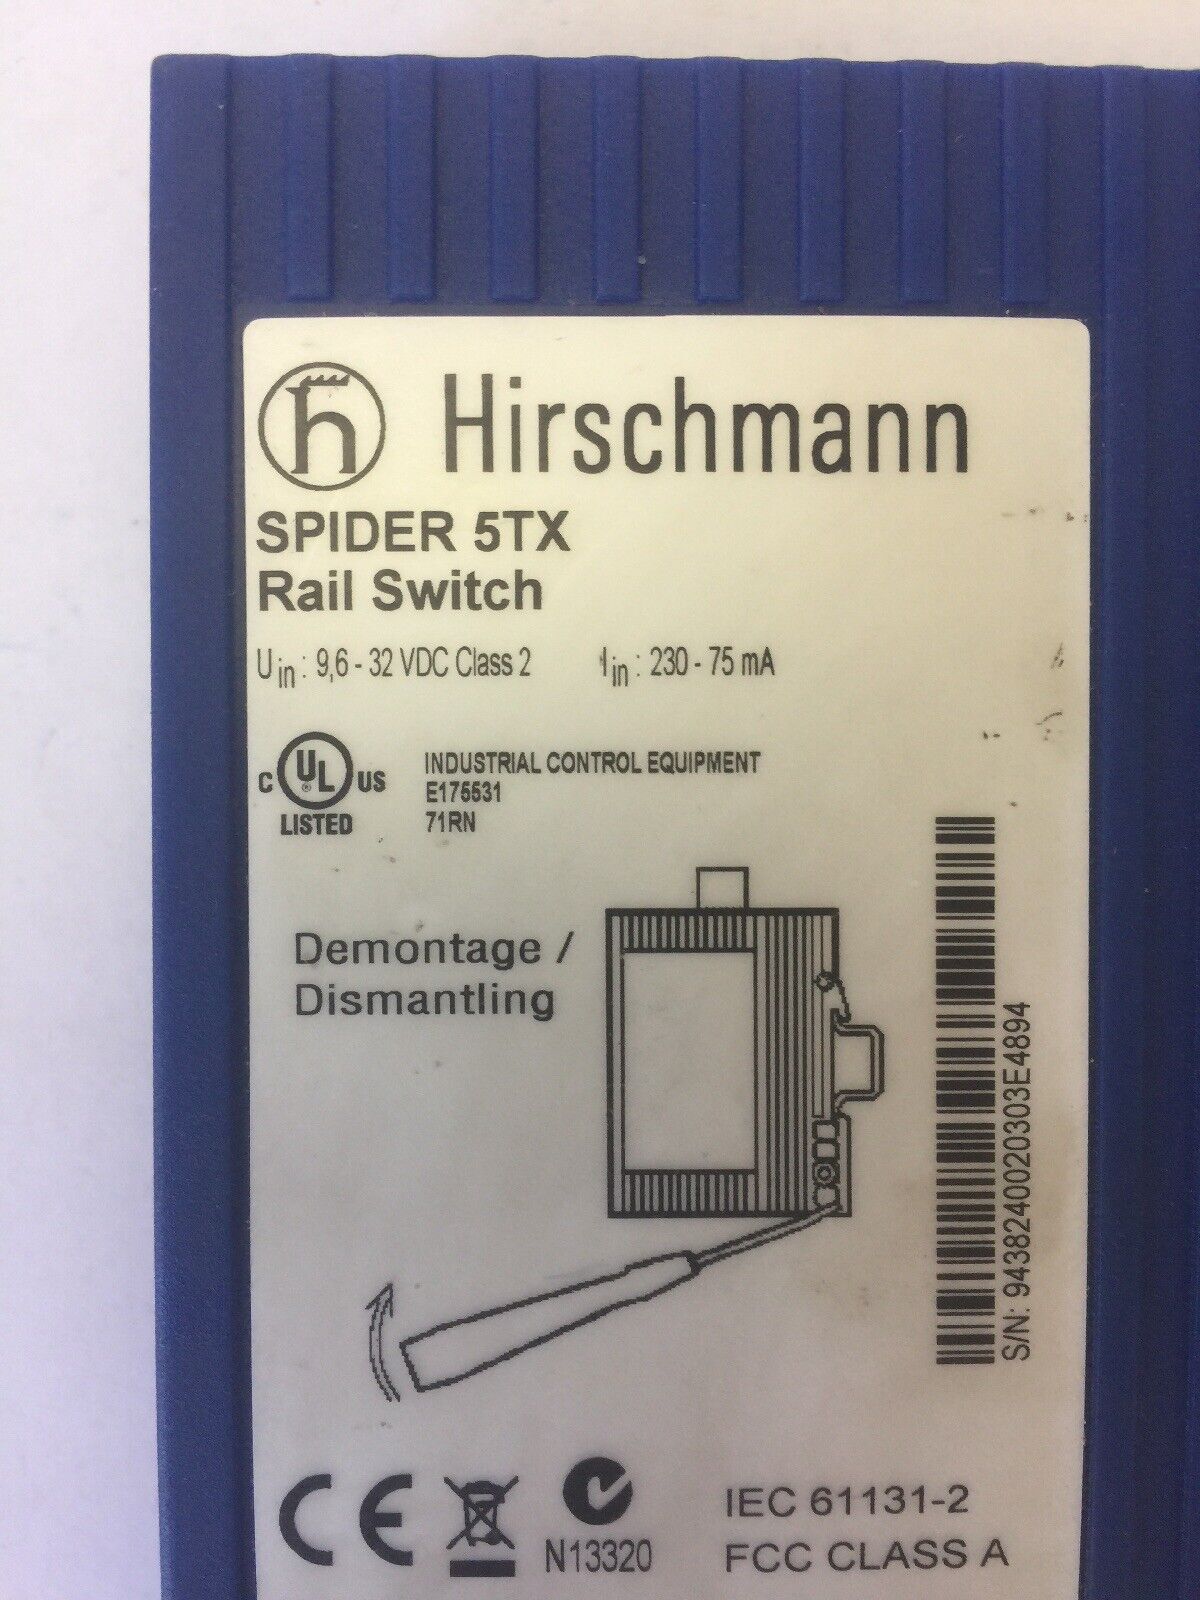 Hirschmann
SPIDER 5TX
Rail Switch
Uin: 9,6 - 32 VDC Class 2
Iin: 230 - 75 mA
C UL® US
LISTED
INDUSTRIAL CONTROL EQUIPMENT
E175531
71RN
Demontage /
Dismantling
S/N: 9438240020303E4894
CE
N13320
IEC 61131-2
FCC CLASS A